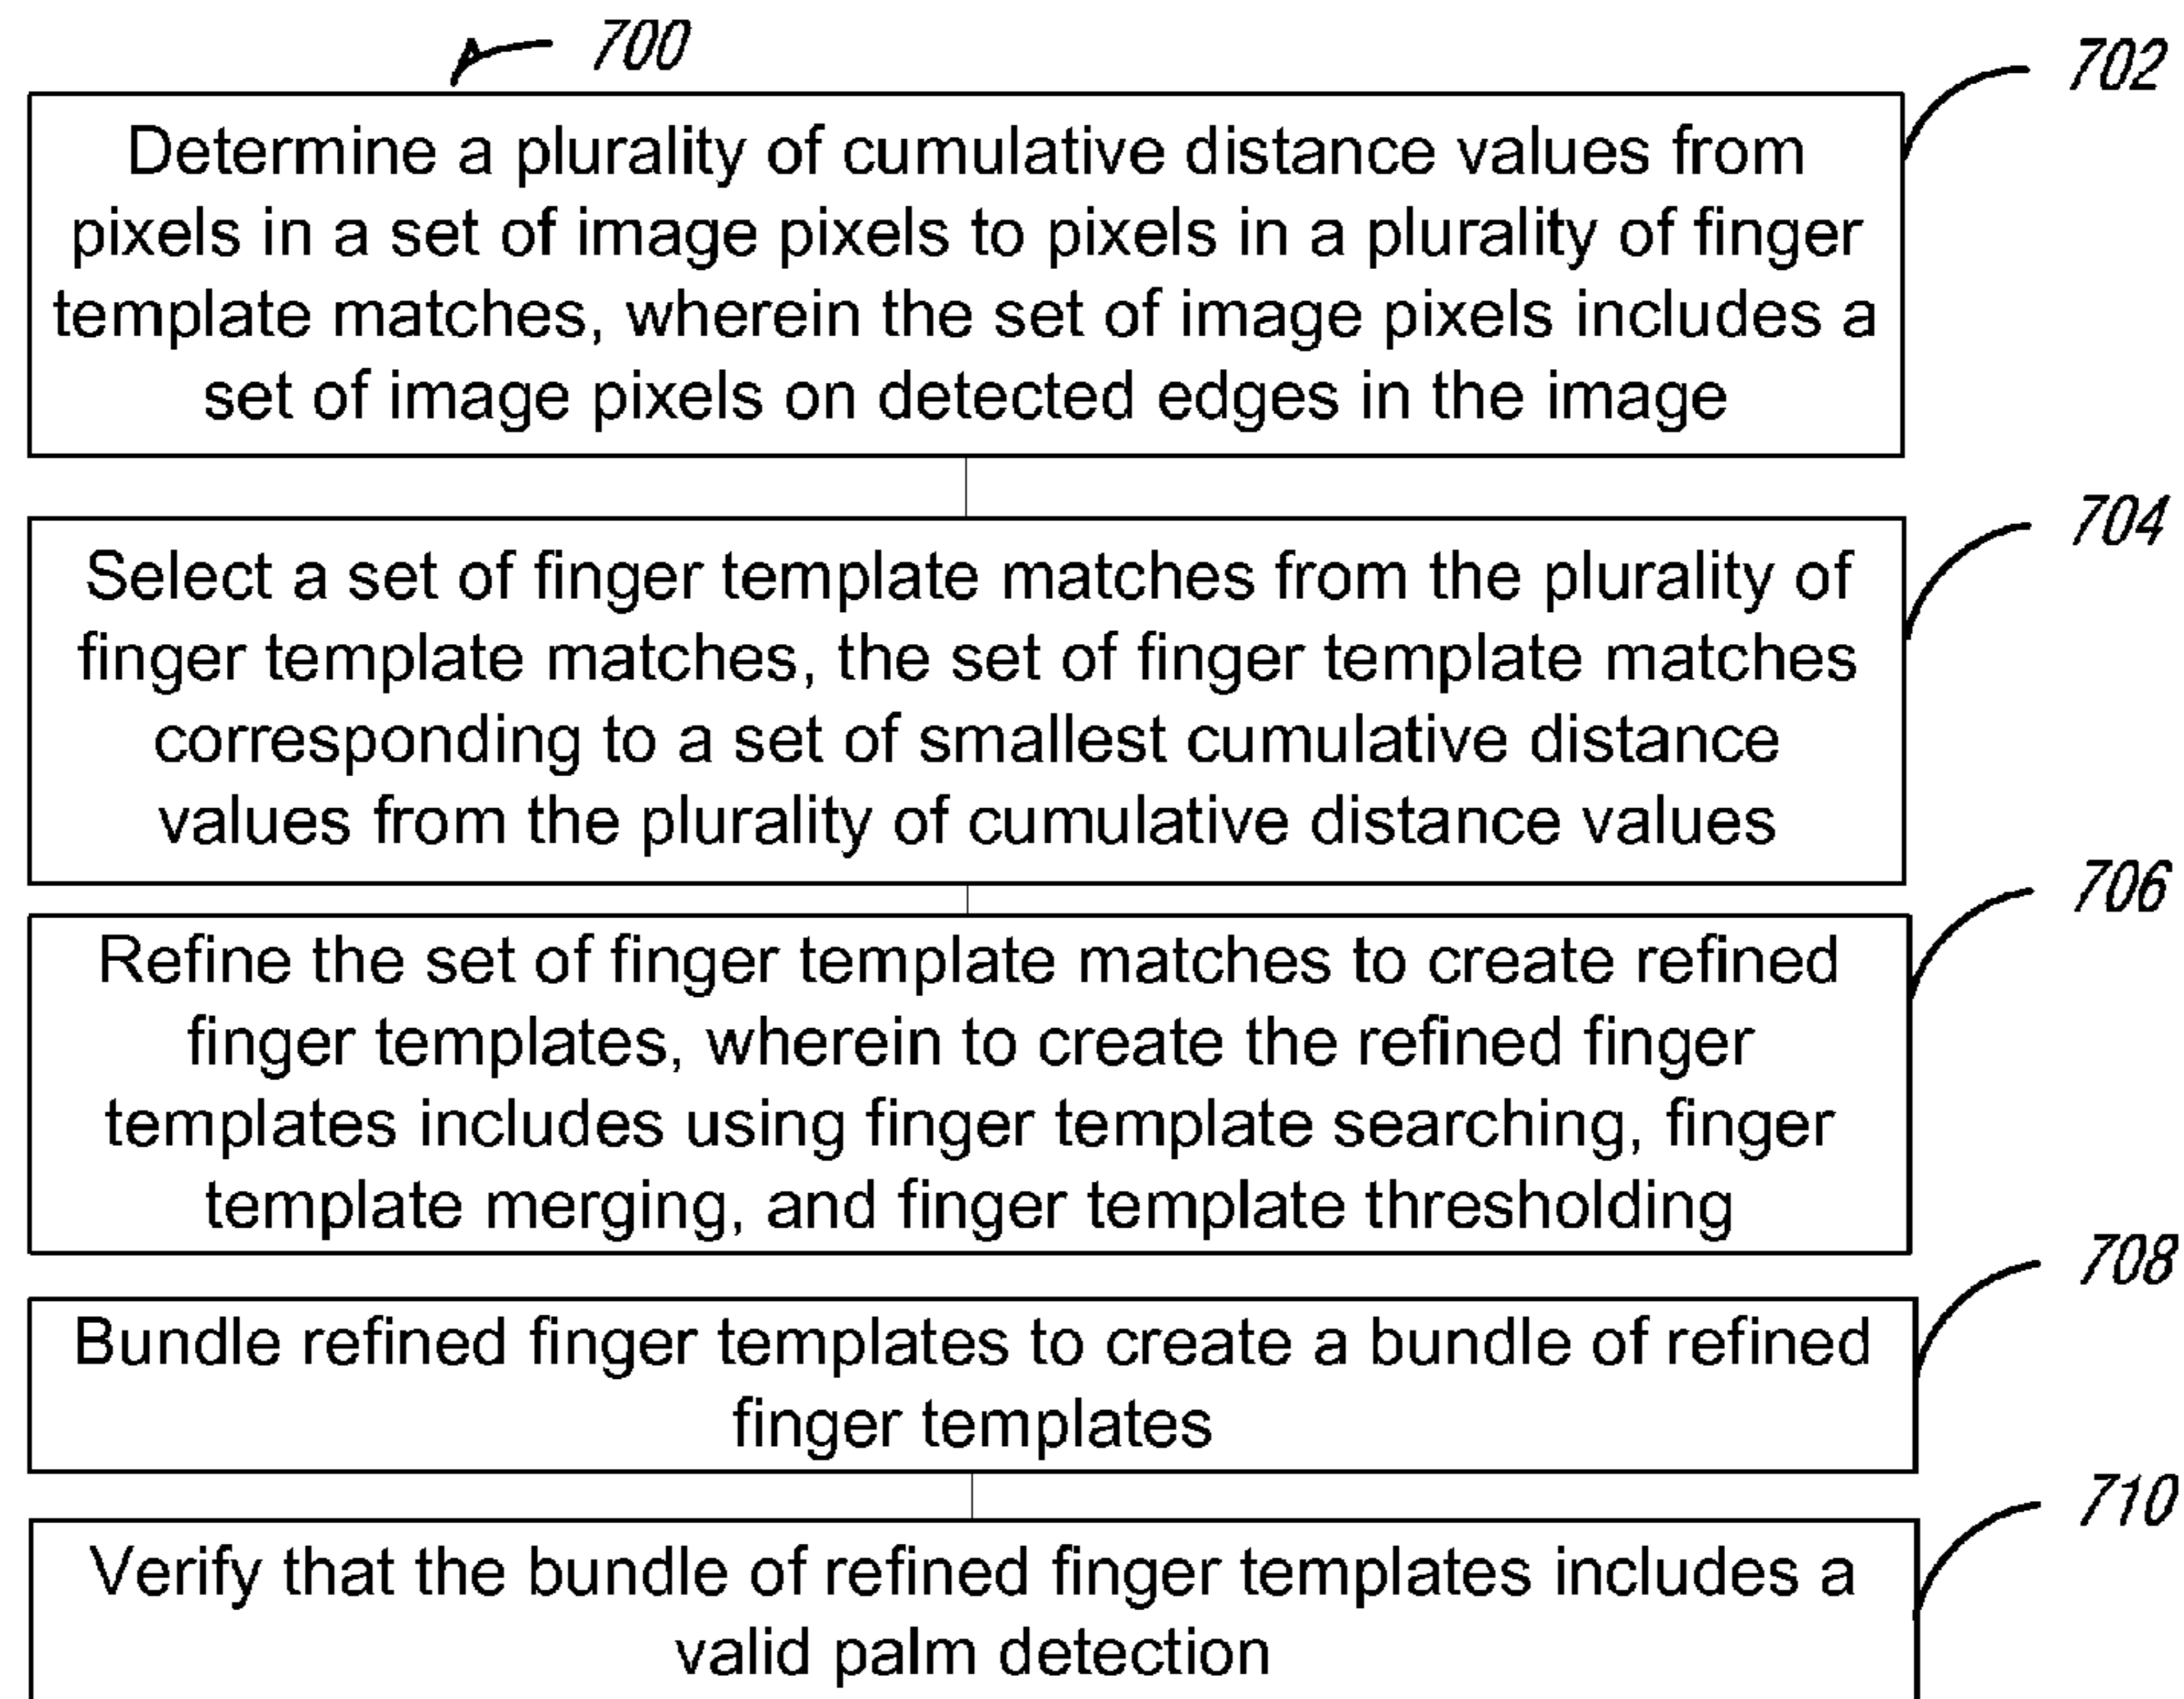 700
702
Determine a plurality of cumulative distance values from
pixels in a set of image pixels to pixels in a plurality of finger
template matches, wherein the set of image pixels includes a
set of image pixels on detected edges in the image
704
Select a set of finger template matches from the plurality of
finger template matches, the set of finger template matches
corresponding to a set of smallest cumulative distance
values from the plurality of cumulative distance values
706
Refine the set of finger template matches to create refined
finger templates, wherein to create the refined finger
templates includes using finger template searching, finger
template merging, and finger template thresholding
708
Bundle refined finger templates to create a bundle of refined
finger templates
710
Verify that the bundle of refined finger templates includes a
valid palm detection